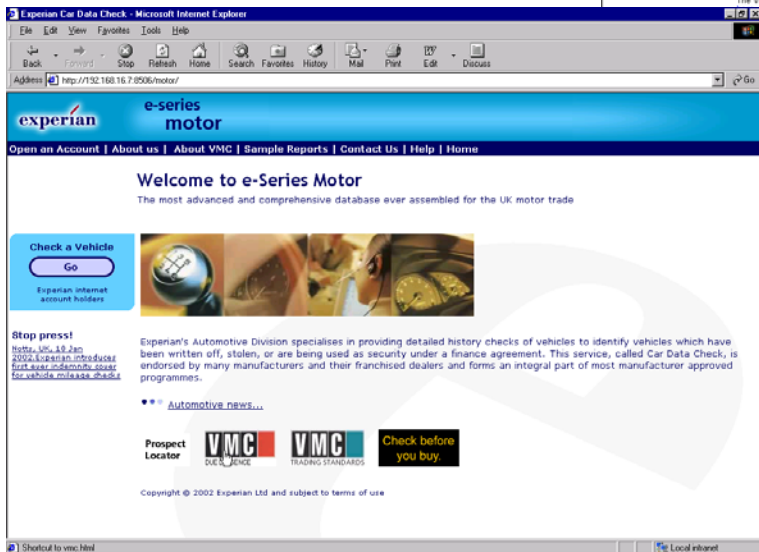 The V
Experian Car Data Check - Microsoft Internet Explorer
File Edit View Favorites Tools Help
Back Forward Stop Refresh Home Search Favorites History Mail Print Edit Discuss
Address http://192.168.16.7:8506/motor/ Go
experian
e-series
motor
Open an Account | About us | About VMC | Sample Reports | Contact Us | Help | Home
Welcome to e-Series Motor
The most advanced and comprehensive database ever assembled for the UK motor trade
Check a Vehicle
Go
Experian internet
account holders
Stop press!
Notts, UK, 10 Jan
2002.Experian introduces
first ever indemnity cover
for vehicle mileage checks
Experian's Automotive Division specialises in providing detailed history checks of vehicles to identify vehicles which have
been written off, stolen, or are being used as security under a finance agreement. This service, called Car Data Check, is
endorsed by many manufacturers and their franchised dealers and forms an integral part of most manufacturer approved
programmes.
Automotive news...
Prospect
Locator
VMC
DUE DILIGENCE
VMC
TRADING STANDARDS
Check before
you buy.
Copyright © 2002 Experian Ltd and subject to terms of use
Shortcut to vmc.html
Local intranet